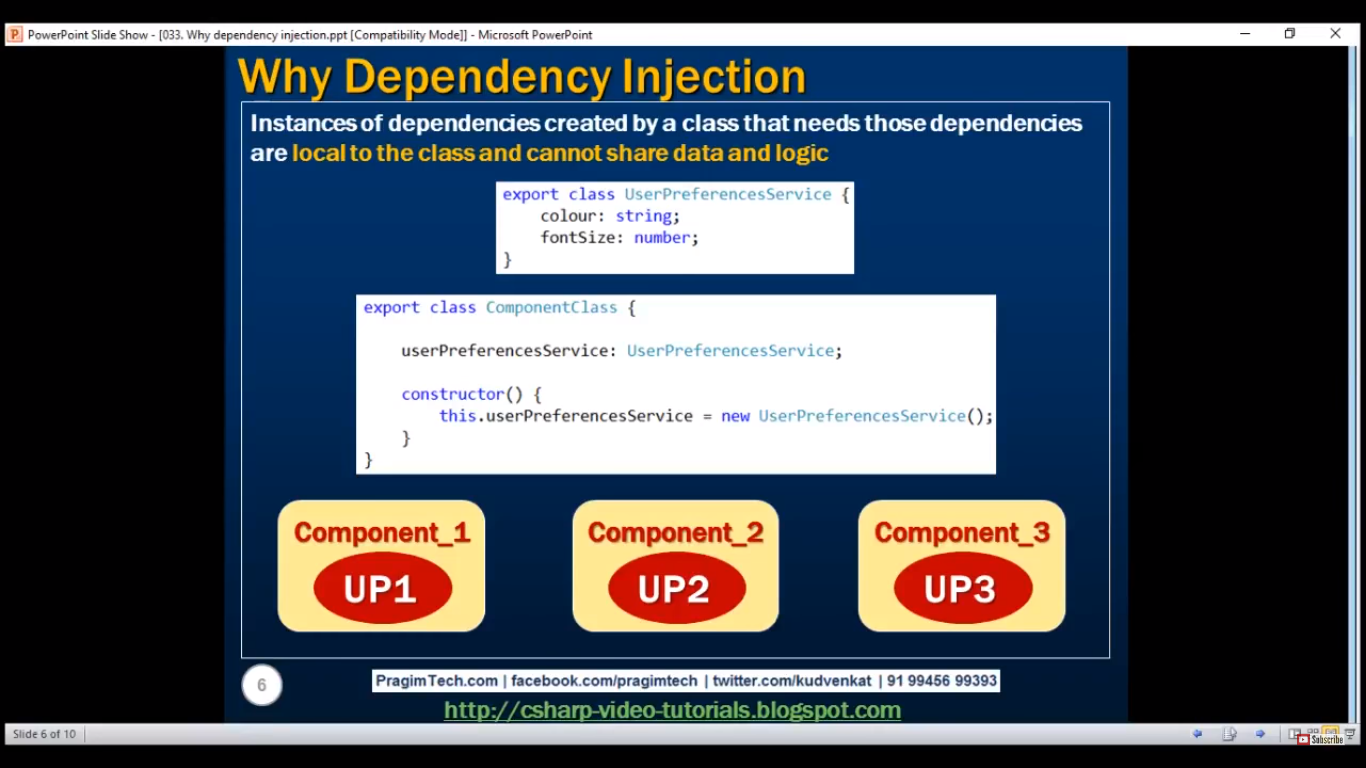 PowerPoint Slide Show - [033. Why dependency injection.ppt [Compatibility Mode]] - Microsoft PowerPoint
Why Dependency Injection
Instances of dependencies created by a class that needs those dependencies
are local to the class and cannot share data and logic
export class UserPreferencesService {
colour: string;
fontSize: number;
}
export class ComponentClass {
userPreferencesService: UserPreferencesService;
constructor() {
this.userPreferencesService = new UserPreferencesService();
}
}
Component_1 Component_2 Component_3
UP1 UP2 UP3
6
PragimTech.com | facebook.com/pragimtech | twitter.com/kudvenkat | 91 99456 99393
http://csharp-video-tutorials.blogspot.com
Slide 6 of 10
Subscribe